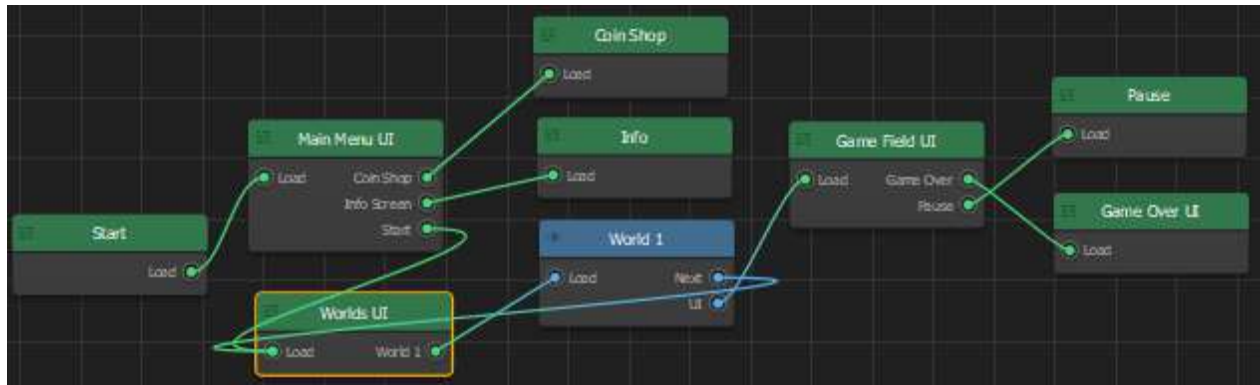 Coin Shop
Load
Main Menu UI
Load Coin Shop
Info Screen
Start
Info
Load
Game Field UI
Load Game Over
Pause
Pause
Load
Game Over UI
Load
Start
Load
World 1
Load Next
UI
Worlds UI
Load World 1